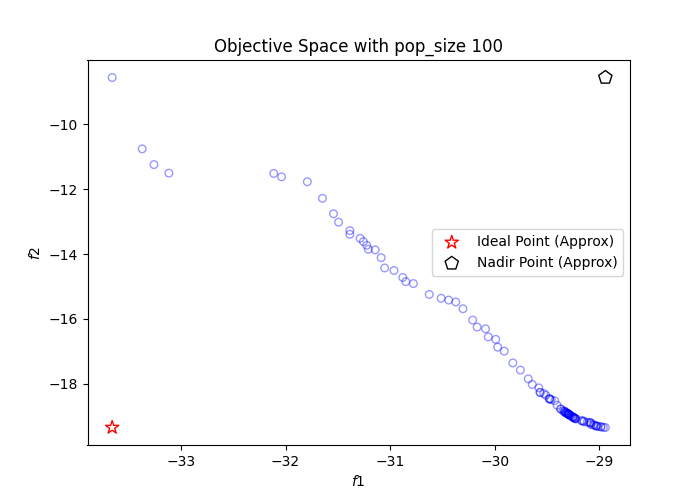 Objective Space with pop_size 100
f2
−10
−12
−14
−16
−18
Ideal Point (Approx)
Nadir Point (Approx)
−33
−32
−31
−30
−29
f1